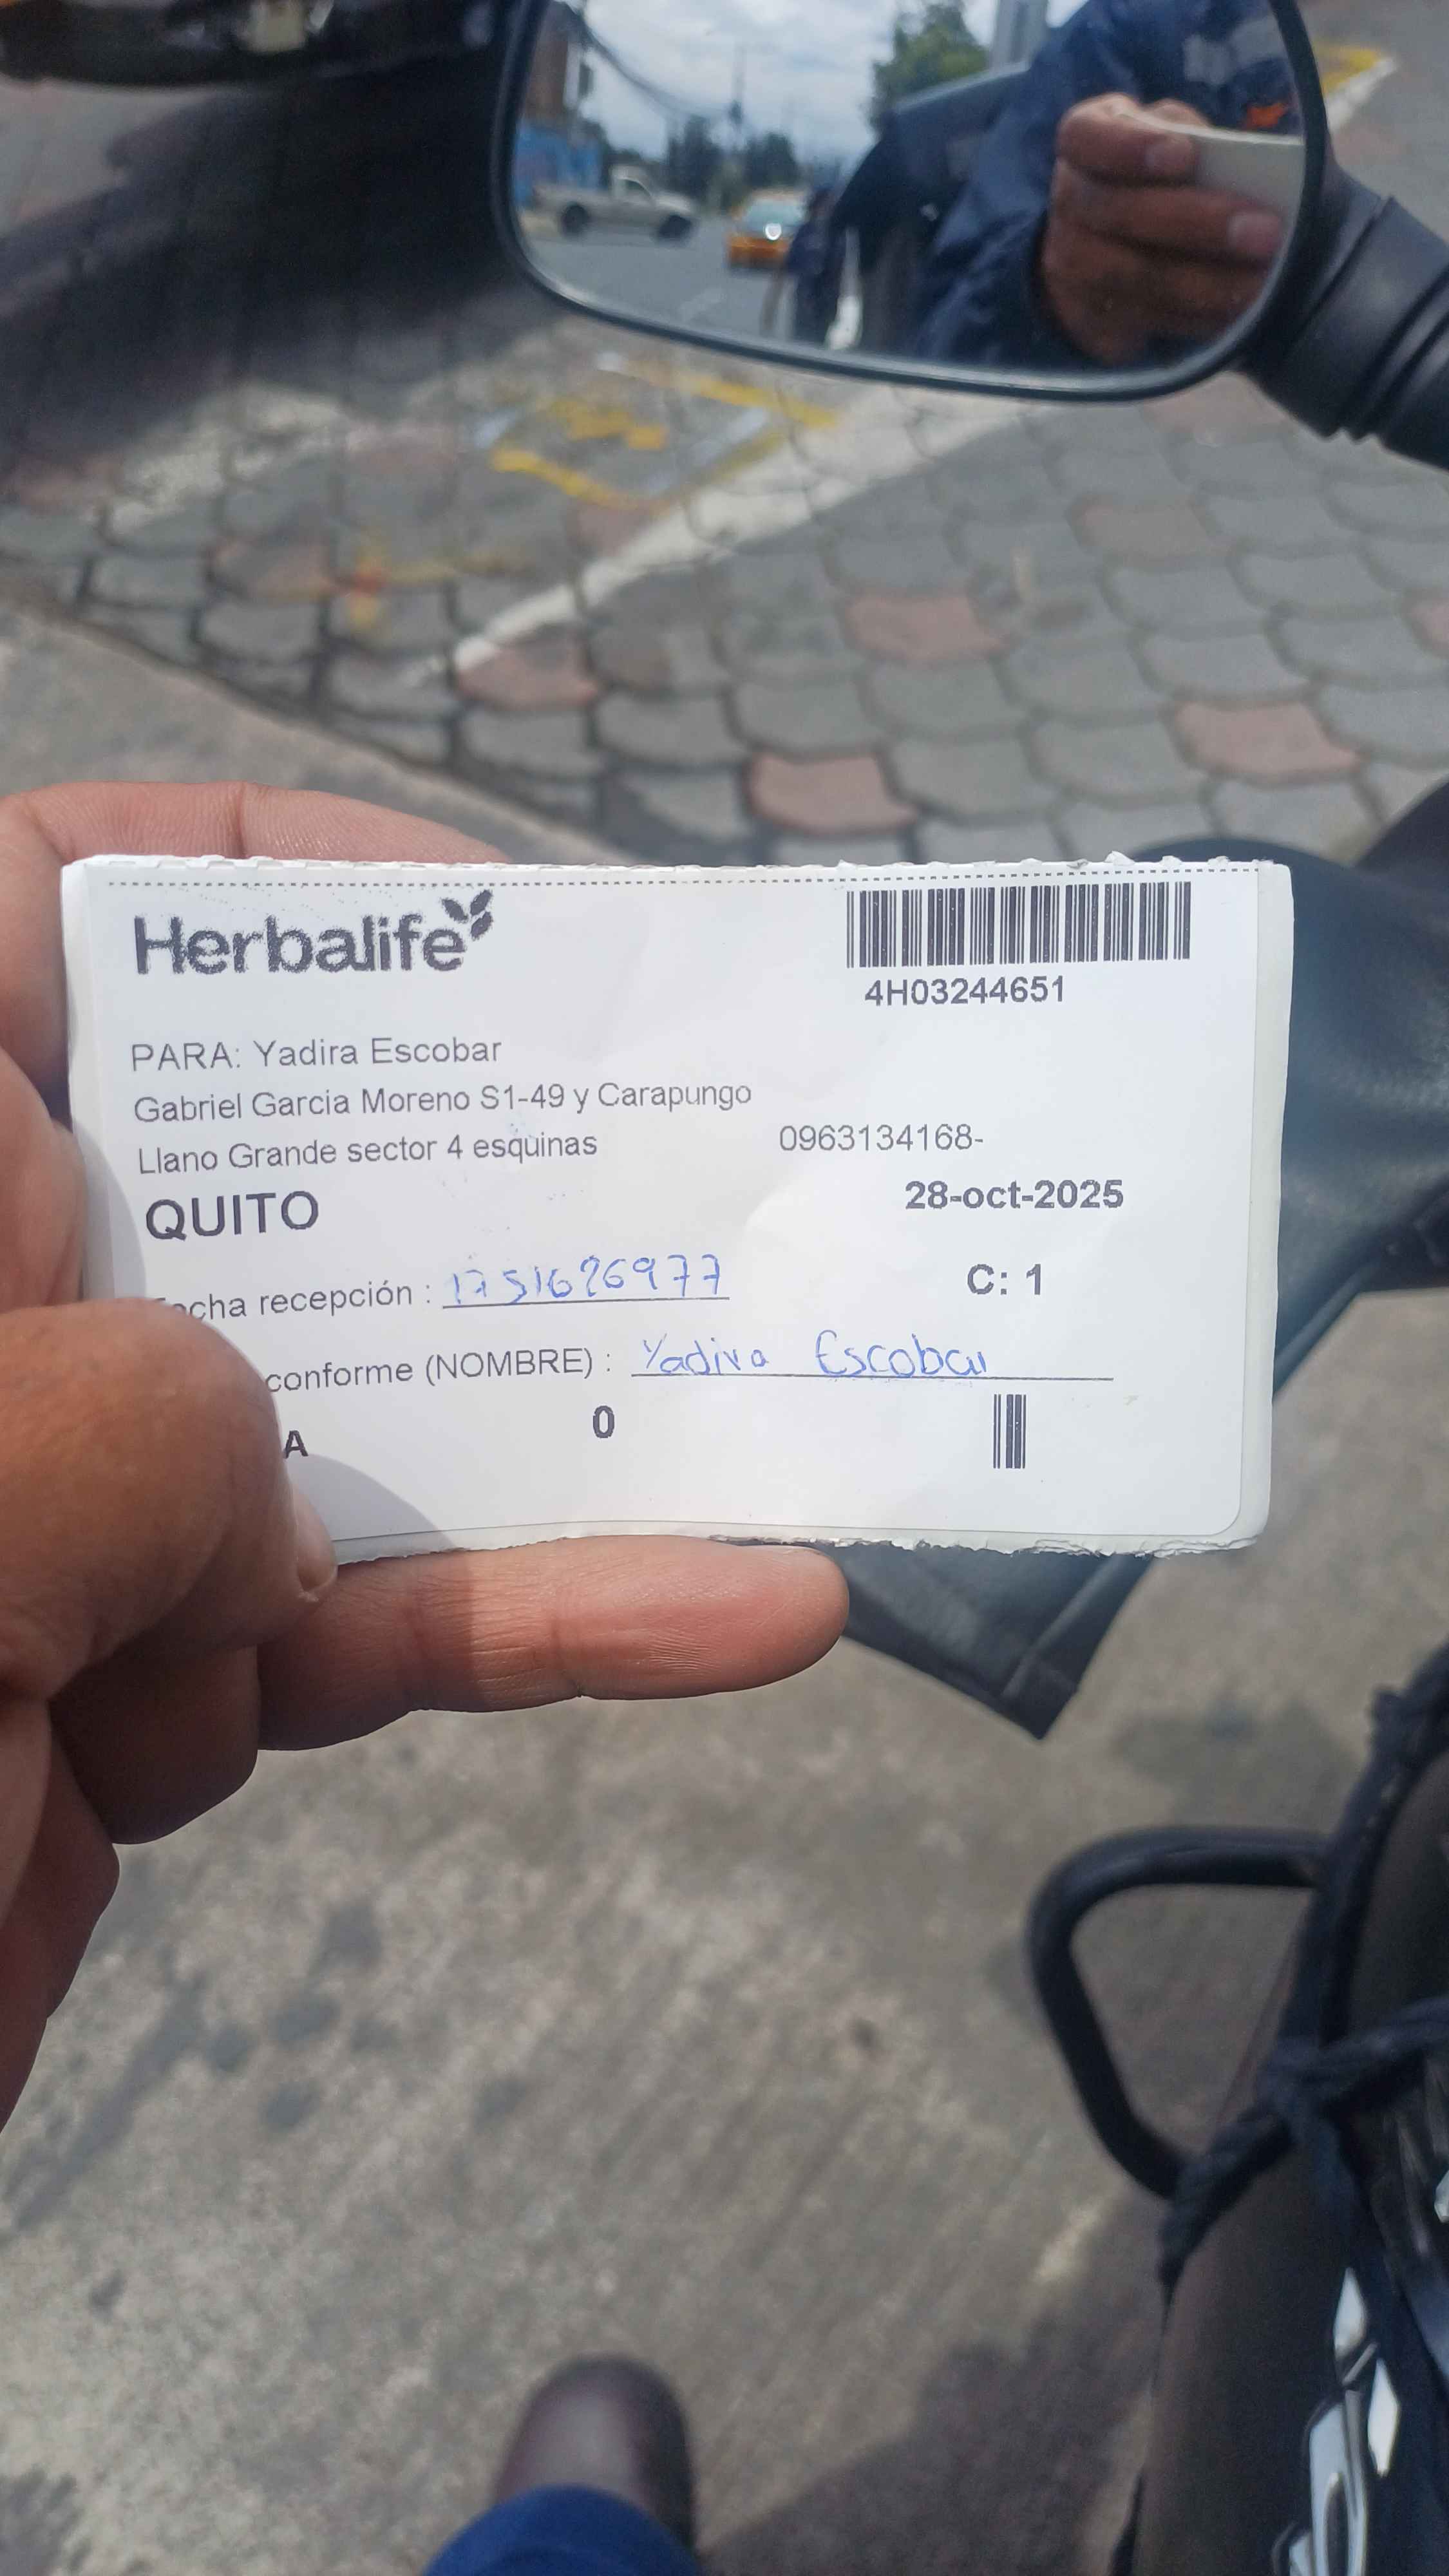 Herbalife
4H03244651
PARA: Yadira Escobar
Gabriel Garcia Moreno S1-49 y Carapungo
Llano Grande sector 4 esquinas 0963134168-
QUITO 28-oct-2025
cha recepción : 1751626977 C: 1
conforme (NOMBRE) : Yadira Escobar
A 0